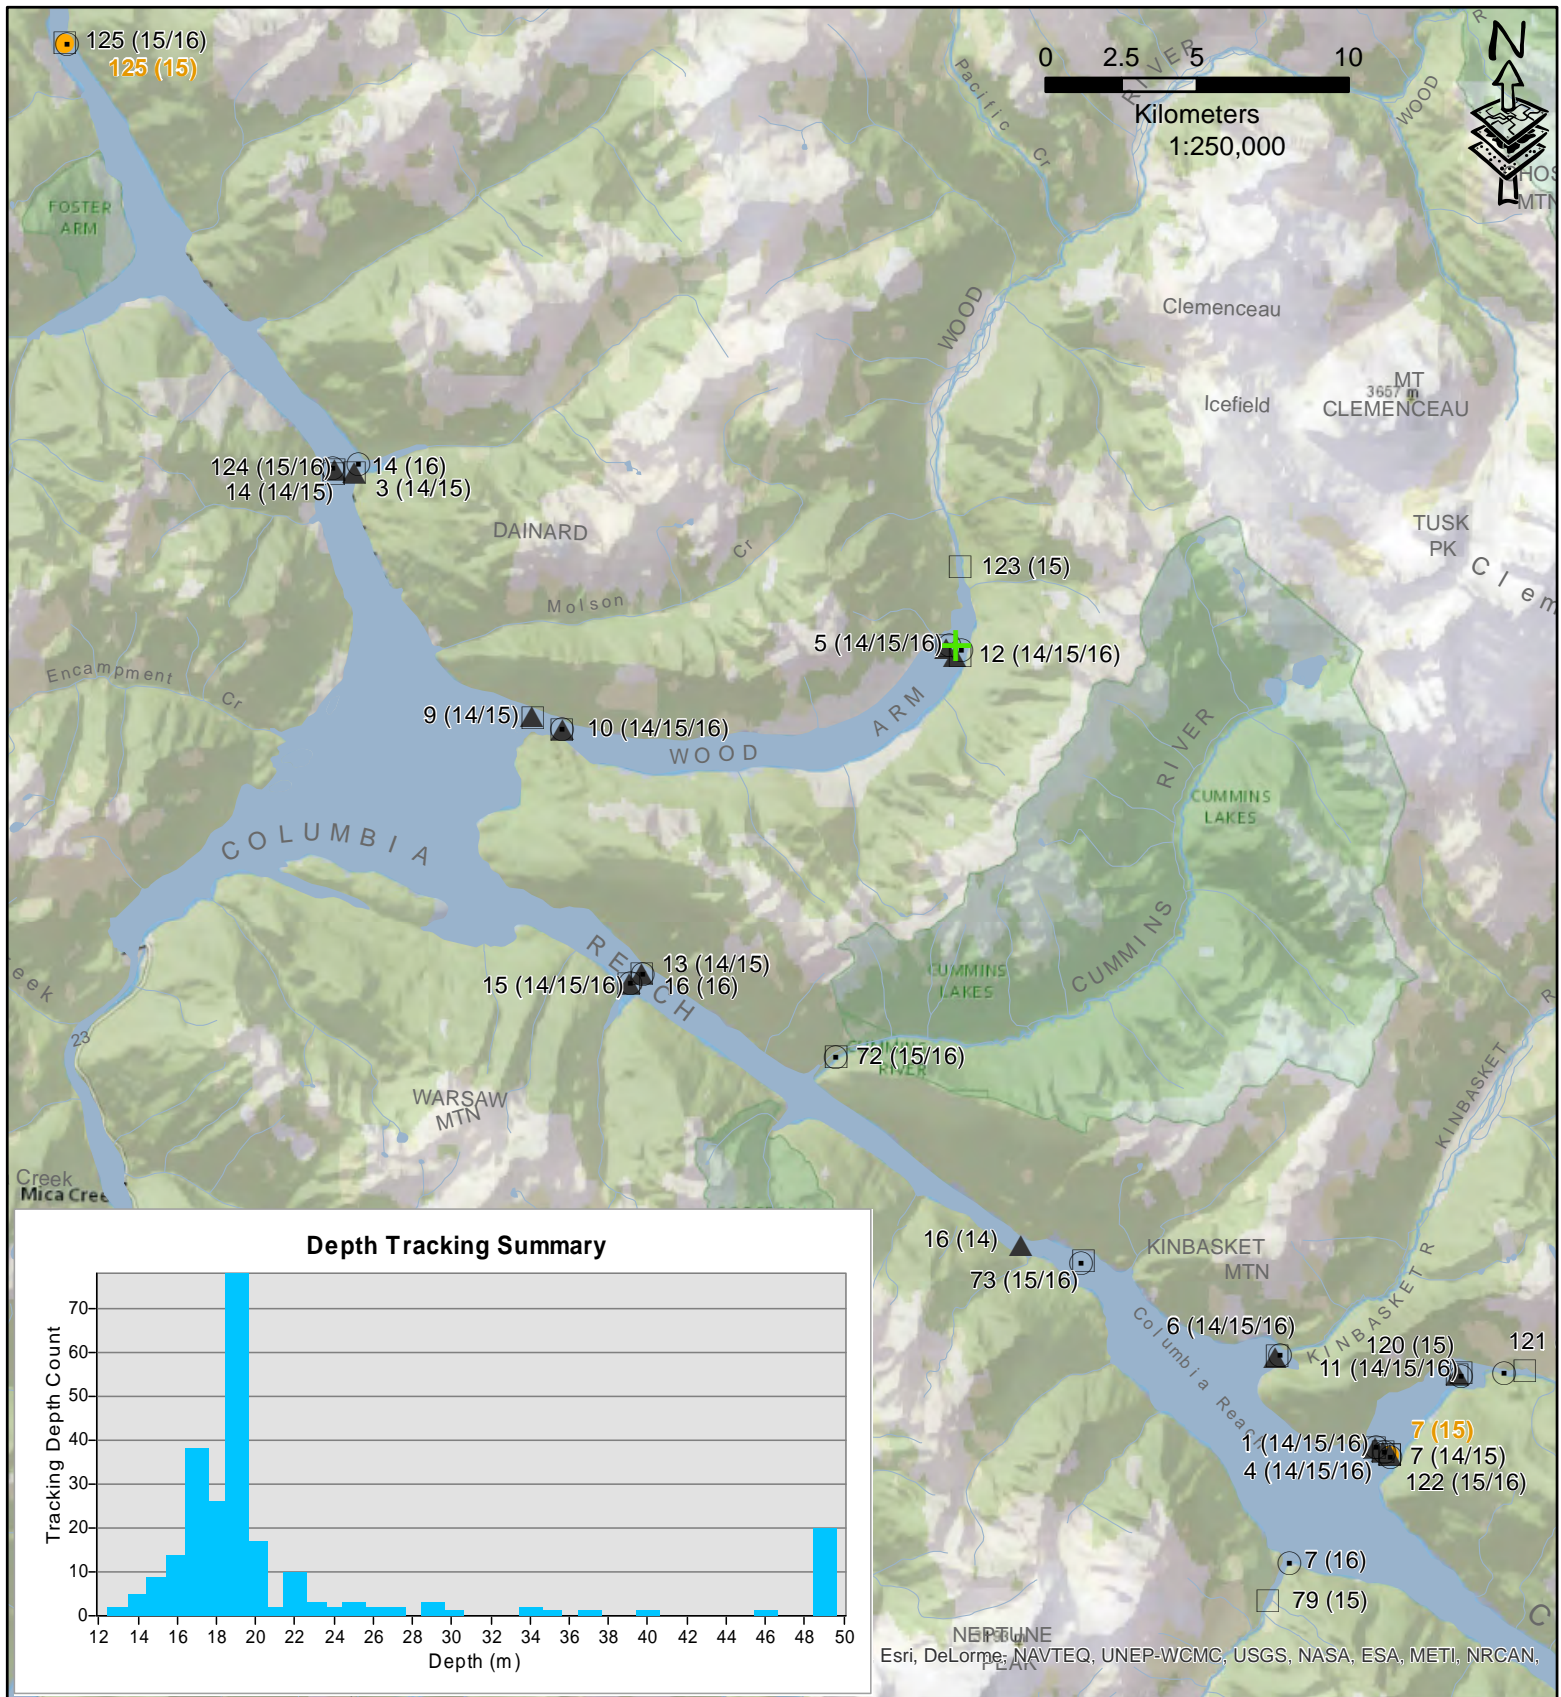 125 (15/16)
125 (15)
0 2.5 5 10
Kilometers
1:250,000
N
R
RIVER
Pacific
Cr
WOOD
FOSTER
ARM
WOOD
Clemenceau
Icefield
MT
3657 m
CLEMENCEAU
124 (15/16)
14 (16)
14 (14/15)
3 (14/15)
DAINARD
Cr
Molson
TUSK
PK
Clem
123 (15)
5 (14/15/16)
12 (14/15/16)
Encampment
Cr
9 (14/15)
10 (14/15/16)
WOOD
ARM
RIVER
CUMMINS
LAKES
COLUMBIA
REACH
CUMMINS
CUMMINS
LAKES
13 (14/15)
15 (14/15/16)
16 (16)
eek
23
R
72 (15/16)
CUMMINS
RIVER
KINBASKET
WARSAW
MTN
Creek
Mica Cree
16 (14)
73 (15/16)
KINBASKET
MTN
KINBASKET R
Columbia Reach
6 (14/15/16)
120 (15)
121
11 (14/15/16)
7 (15)
1 (14/15/16)
7 (14/15)
4 (14/15/16)
122 (15/16)
7 (16)
79 (15)
C
NEPTUNE
PEAK
Esri, DeLorme, NAVTEQ, UNEP-WCMC, USGS, NASA, ESA, METI, NRCAN,
Depth Tracking Summary
Tracking Depth Count
70
60
50
40
30
20
10
0
12 14 16 18 20 22 24 26 28 30 32 34 36 38 40 42 44 46 48 50
Depth (m)